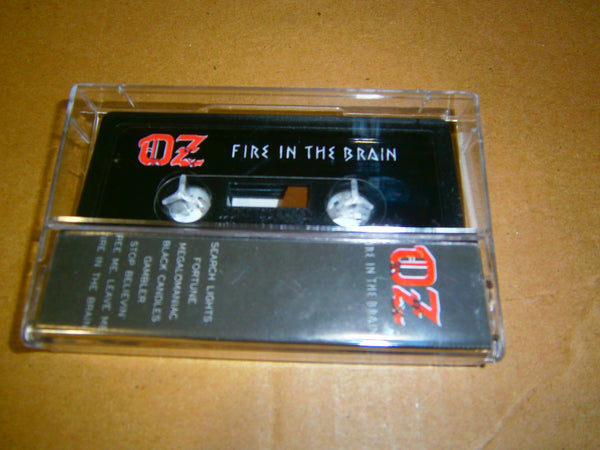 OZ FIRE IN THE BRAIN
OZ
FIRE IN THE BRAIN
SEARCH LIGHTS
FORTUNE
MEGALOMANIAC
BLACK CANDLES
GAMBLER
STOP BELIEVIN'
FREE ME, LEAVE ME
FIRE IN THE BRAIN